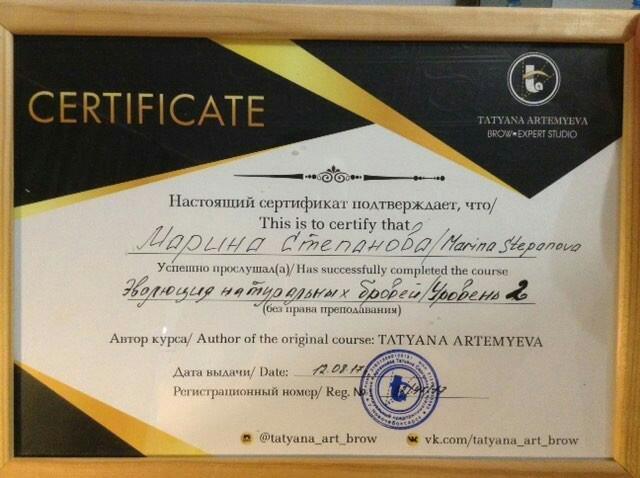 CERTIFICATE
TATYANA ARTEMYEVA
BROW EXPERT STUDIO
Настоящий сертификат подтверждает, что/
This is to certify that
Марина Степанова/Marina Stepanova
Успешно прослушал(а)/ Has successfully completed the course
Эволюция натуральных бровей/Уровень 2
(без права преподавания)
Автор курса/ Author of the original course: TATYANA ARTEMYEVA
Дата выдачи/ Date: 12.08.17
Регистрационный номер/ Reg. №
@tatyana_art_brow
vk.com/tatyana_art_brow